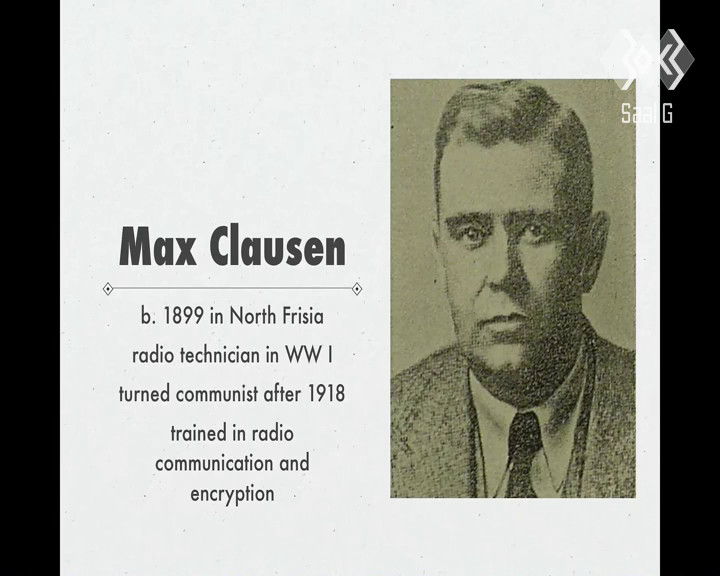 Saal G
Max Clausen
b. 1899 in North Frisia
radio technician in WW I
turned communist after 1918
trained in radio
communication and
encryption